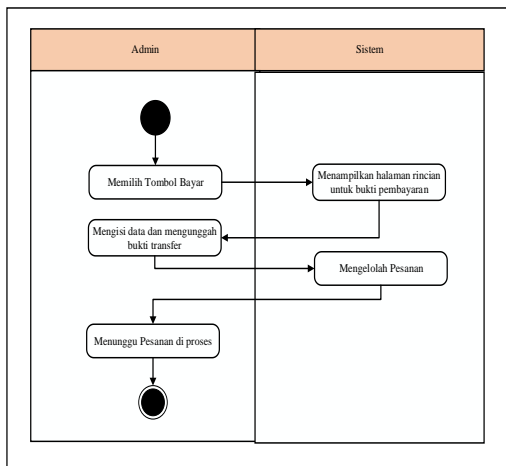 Admin
Sistem
Memilih Tombol Bayar
Menampilkan halaman rincian
untuk bukti pembayaran
Mengisi data dan mengunggah
bukti transfer
Mengelolah Pesanan
Menunggu Pesanan di proses